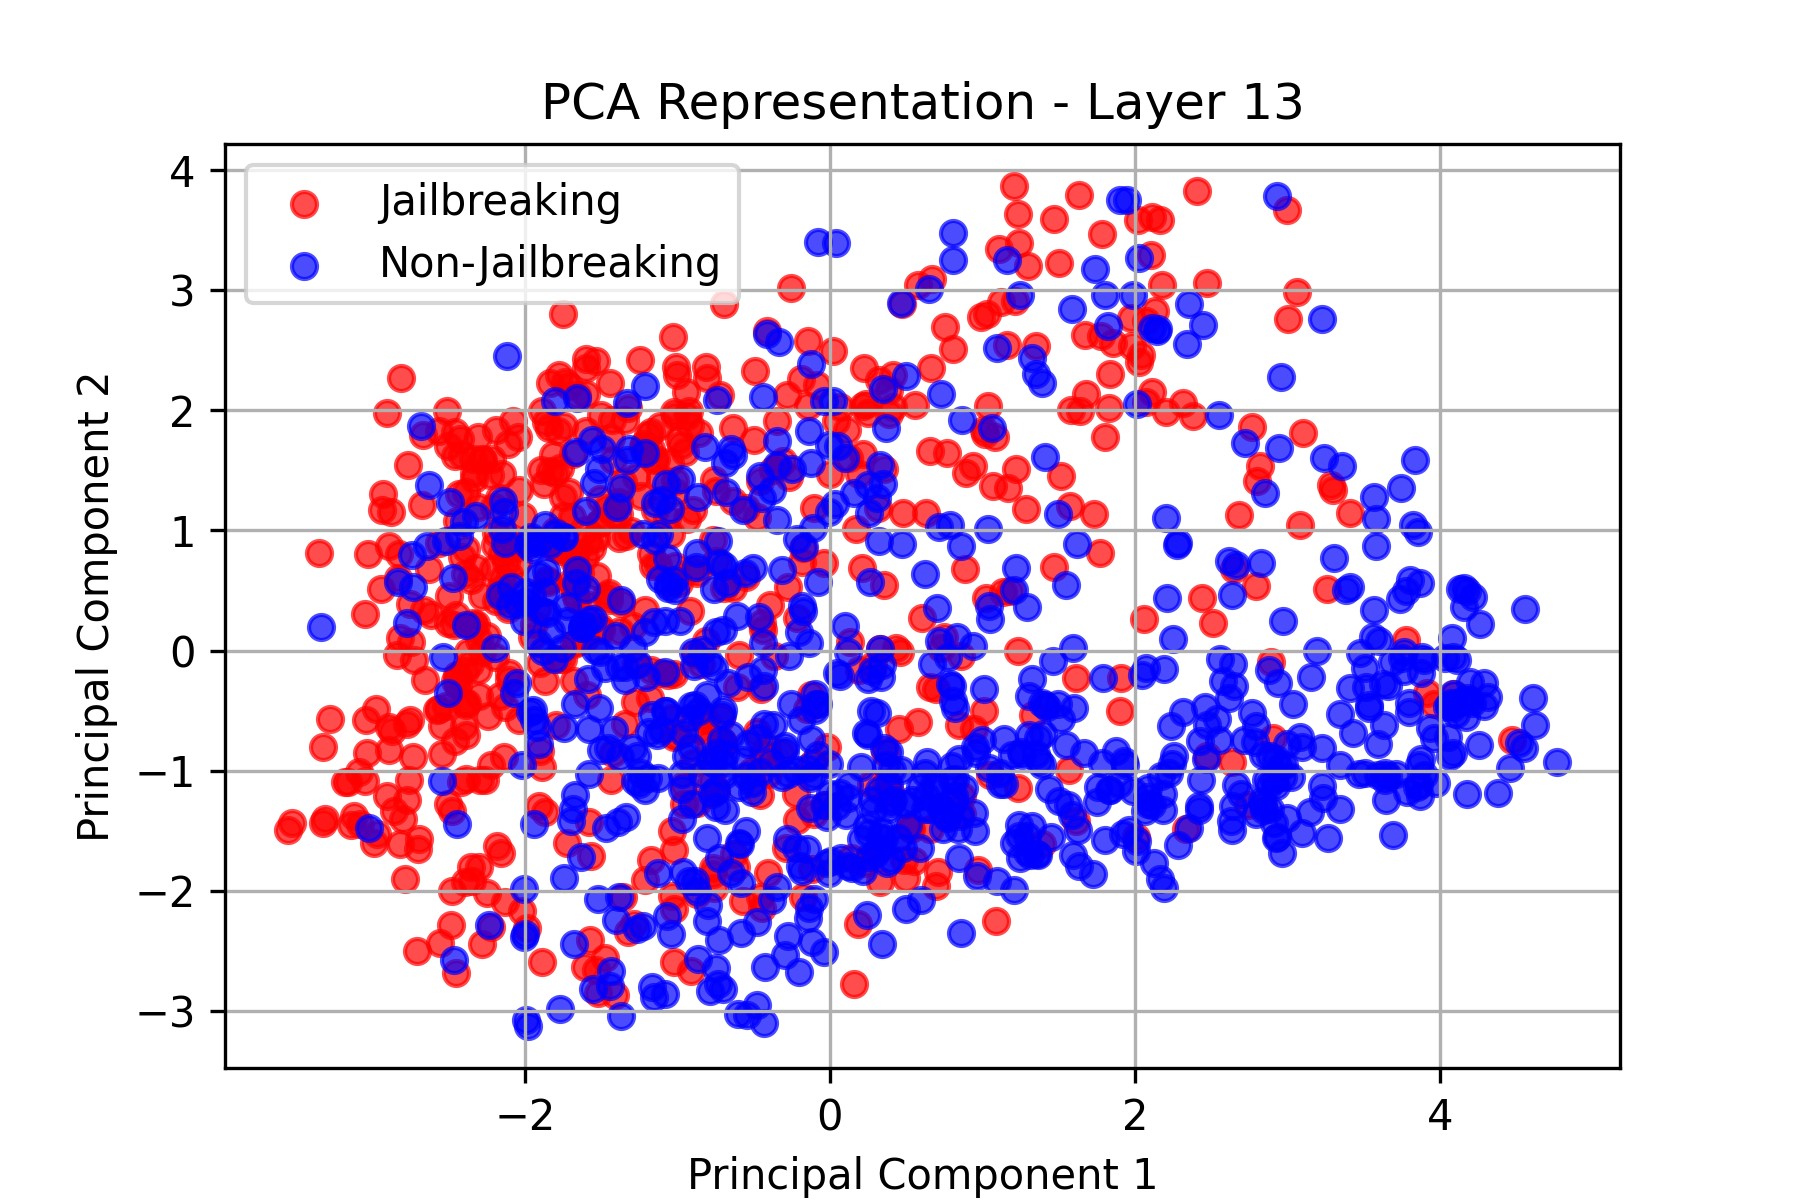 PCA Representation - Layer 13
Jailbreaking
Non-Jailbreaking
4
3
2
1
0
−1
−2
−3
Principal Component 2
−2 0 2 4
Principal Component 1